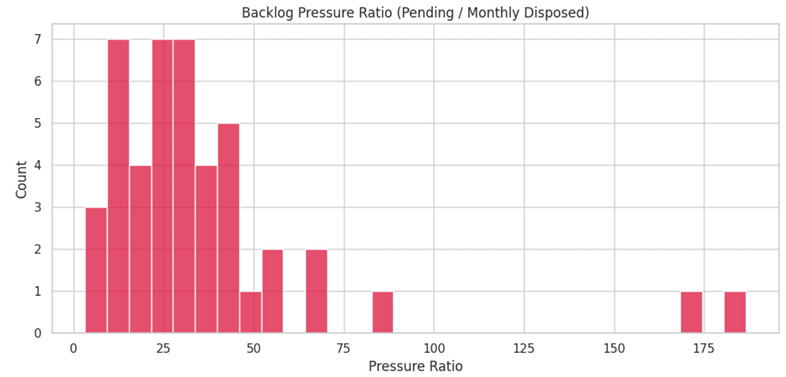 Backlog Pressure Ratio (Pending / Monthly Disposed)
7
6
5
4
3
2
1
0
Count
0 25 50 75 100 125 150 175
Pressure Ratio